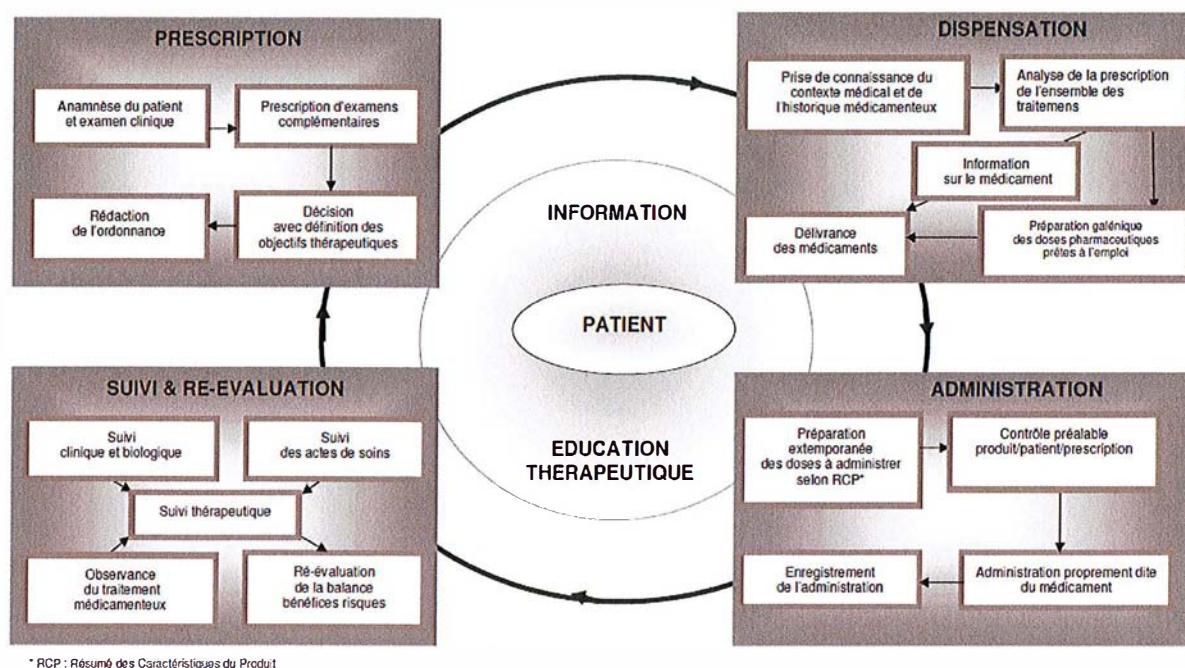 PRESCRIPTION
Anamnèse du patient
et examen clinique
Prescription d'examens
complémentaires
Rédaction
de l'ordonnance
Décision
avec définition des
objectifs thérapeutiques
DISPENSATION
Prise de connaissance du
contexte médical et de
l'historique médicamenteux
Analyse de la prescription
de l'ensemble des
traitemens
Information
sur le médicament
Délivrance
des médicaments
Préparation galénique
des doses pharmaceutiques
prêtes à l'emploi
INFORMATION
PATIENT
EDUCATION
THERAPEUTIQUE
SUIVI & RE-EVALUATION
Suivi
clinique et biologique
Suivi
des actes de soins
Suivi thérapeutique
Observance
du traitement
médicamenteux
Ré-évaluation
de la balance
bénéfices risques
ADMINISTRATION
Préparation
extemporanée
des doses à administrer
selon RCP*
Contrôle préalable
produit/patient/prescription
Enregistrement
de l'administration
Administration proprement dite
du médicament
* RCP : Résumé des Caractéristiques du Produit